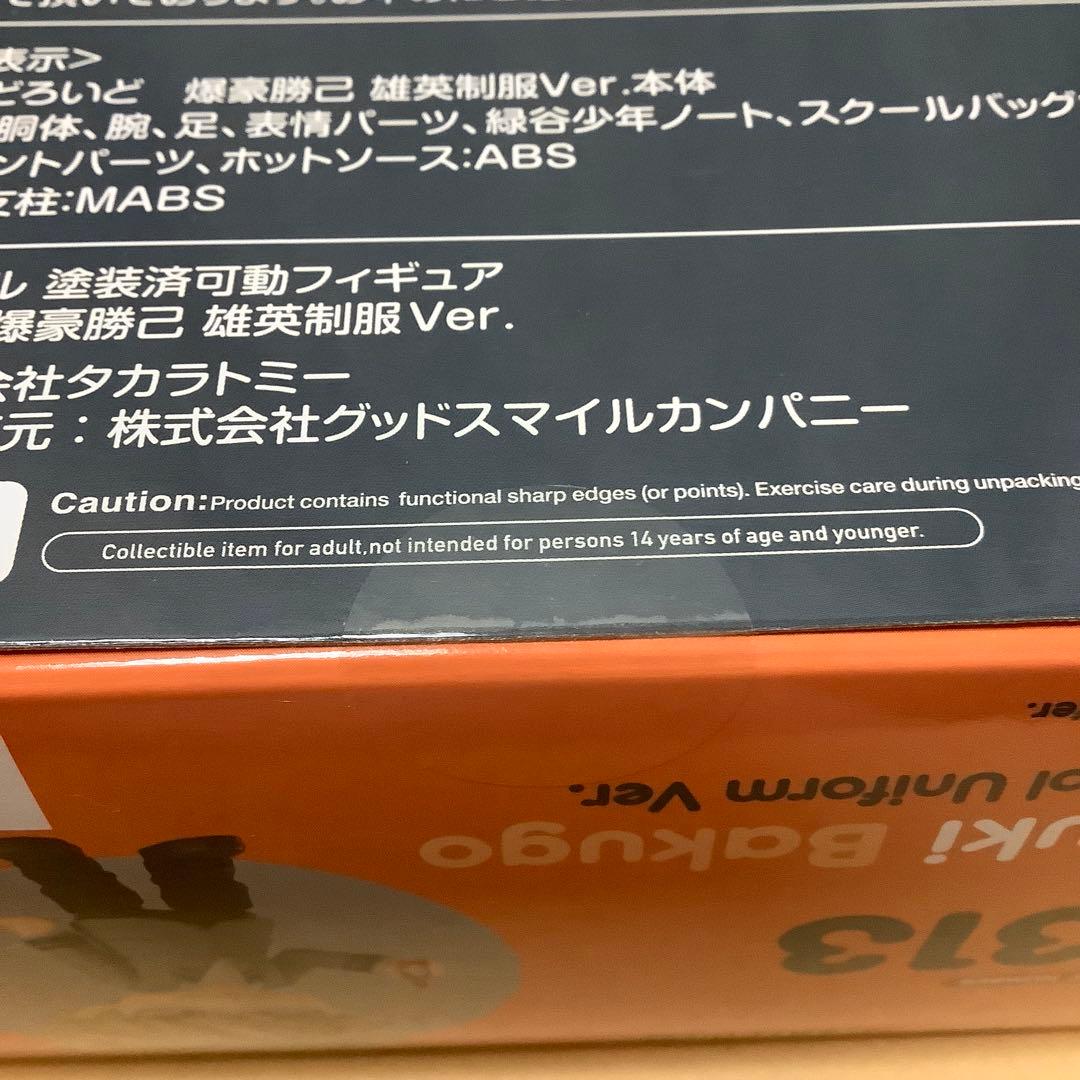 表示>
どろいど 爆豪勝己 雄英制服Ver.本体
胴体、腕、足、表情パーツ、緑谷少年ノート、スクールバッグ
ントパーツ、ホットソース:ABS
支柱:MABS
ル 塗装済可動フィギュア
爆豪勝己 雄英制服Ver.
会社タカラトミー
元：株式会社グッドスマイルカンパニー
Caution:Product contains functional sharp edges (or points). Exercise care during unpacking
Collectible item for adult,not intended for persons 14 years of age and younger.
Ver.
ol Uniform Ver.
uki Bakugo
313